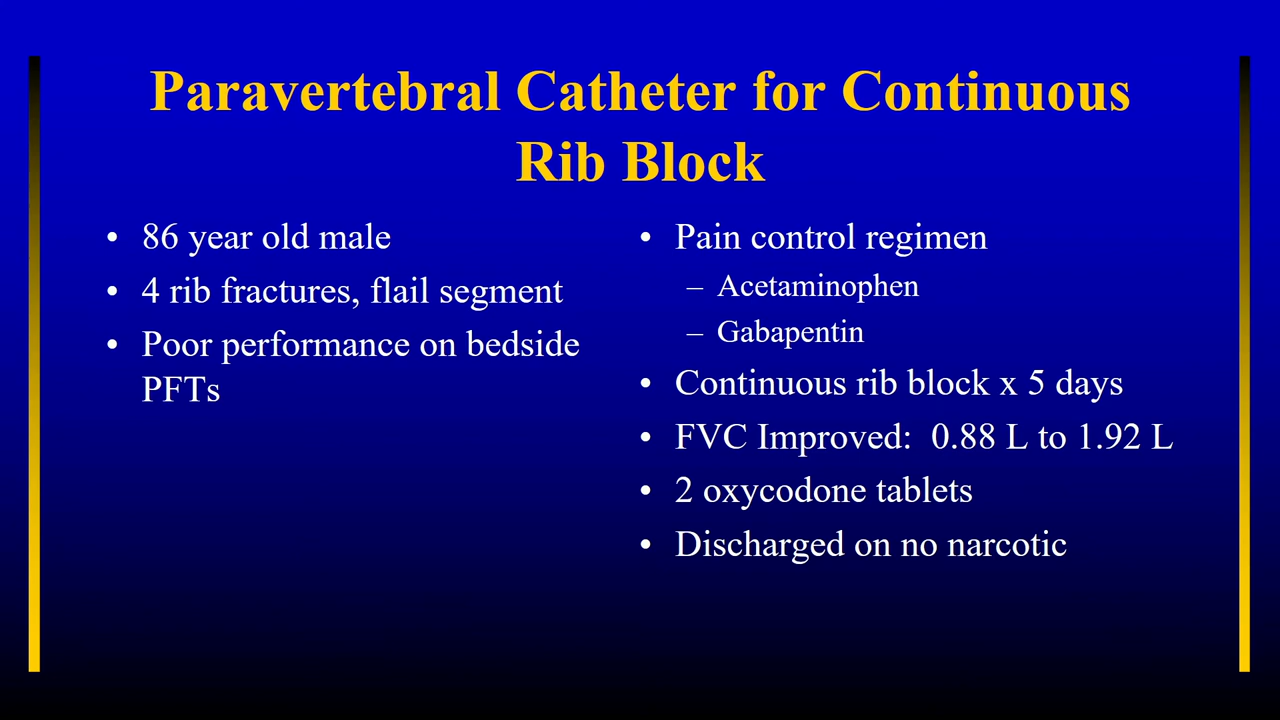 Paravertebral Catheter for Continuous
Rib Block
• 86 year old male
• 4 rib fractures, flail segment
• Poor performance on bedside
PFTs
• Pain control regimen
– Acetaminophen
– Gabapentin
• Continuous rib block x 5 days
• FVC Improved:  0.88 L to 1.92 L
• 2 oxycodone tablets
• Discharged on no narcotic